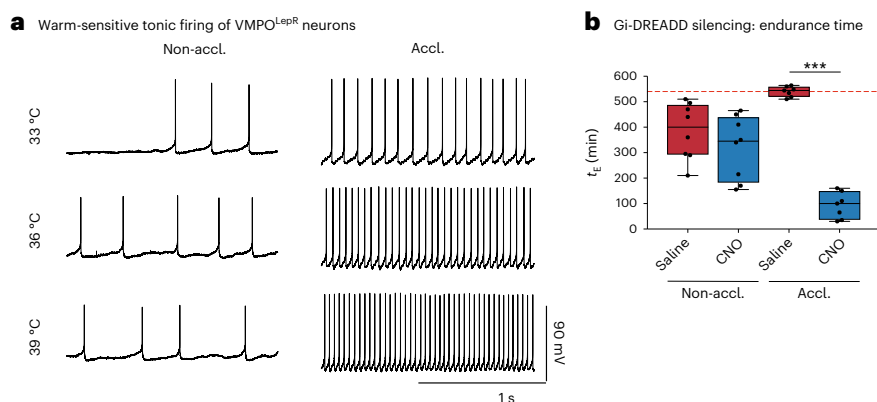 a Warm-sensitive tonic firing of VMPO^LepR neurons
Non-accl.
Accl.
33 °C
36 °C
39 °C
90 mV
1 s
b Gi-DREADD silencing: endurance time
***
600
500
400
300
200
100
0
tE (min)
Saline
CNO
Saline
CNO
Non-accl.
Accl.